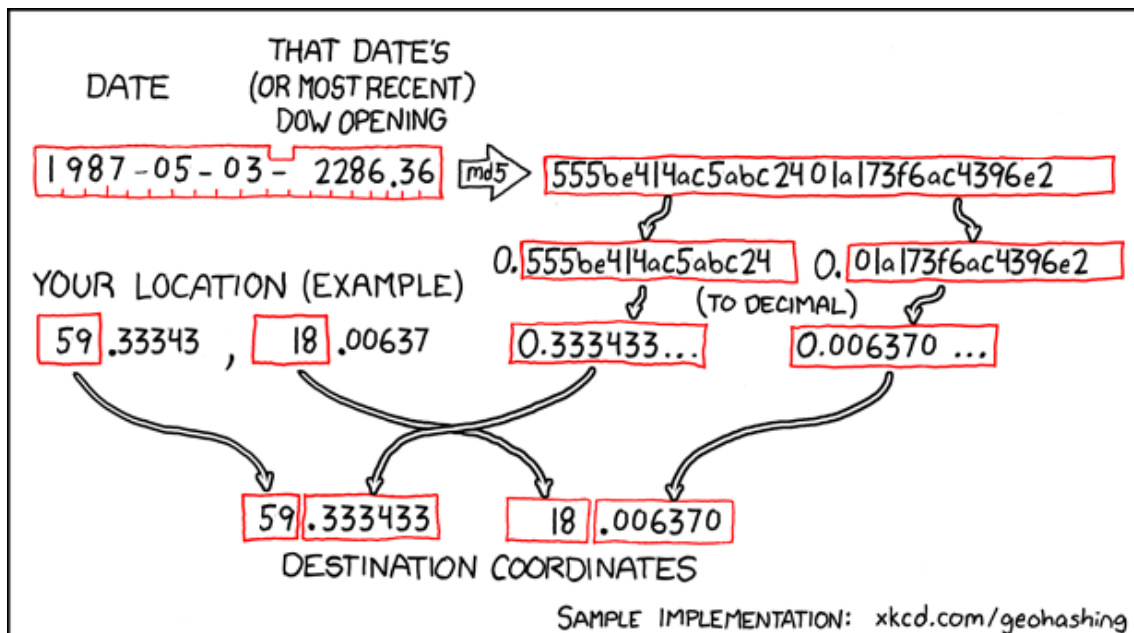 DATE
THAT DATE'S
(OR MOST RECENT)
DOW OPENING
1987-05-03- 2286.36
md5
555be414ac5abc2401a173f6ac4396e2
0.555be414ac5abc24
0.01a173f6ac4396e2
YOUR LOCATION (EXAMPLE)
(TO DECIMAL)
59.33343, 18.00637
0.333433...
0.006370 ...
59.333433
18.006370
DESTINATION COORDINATES
SAMPLE IMPLEMENTATION: xkcd.com/geohashing